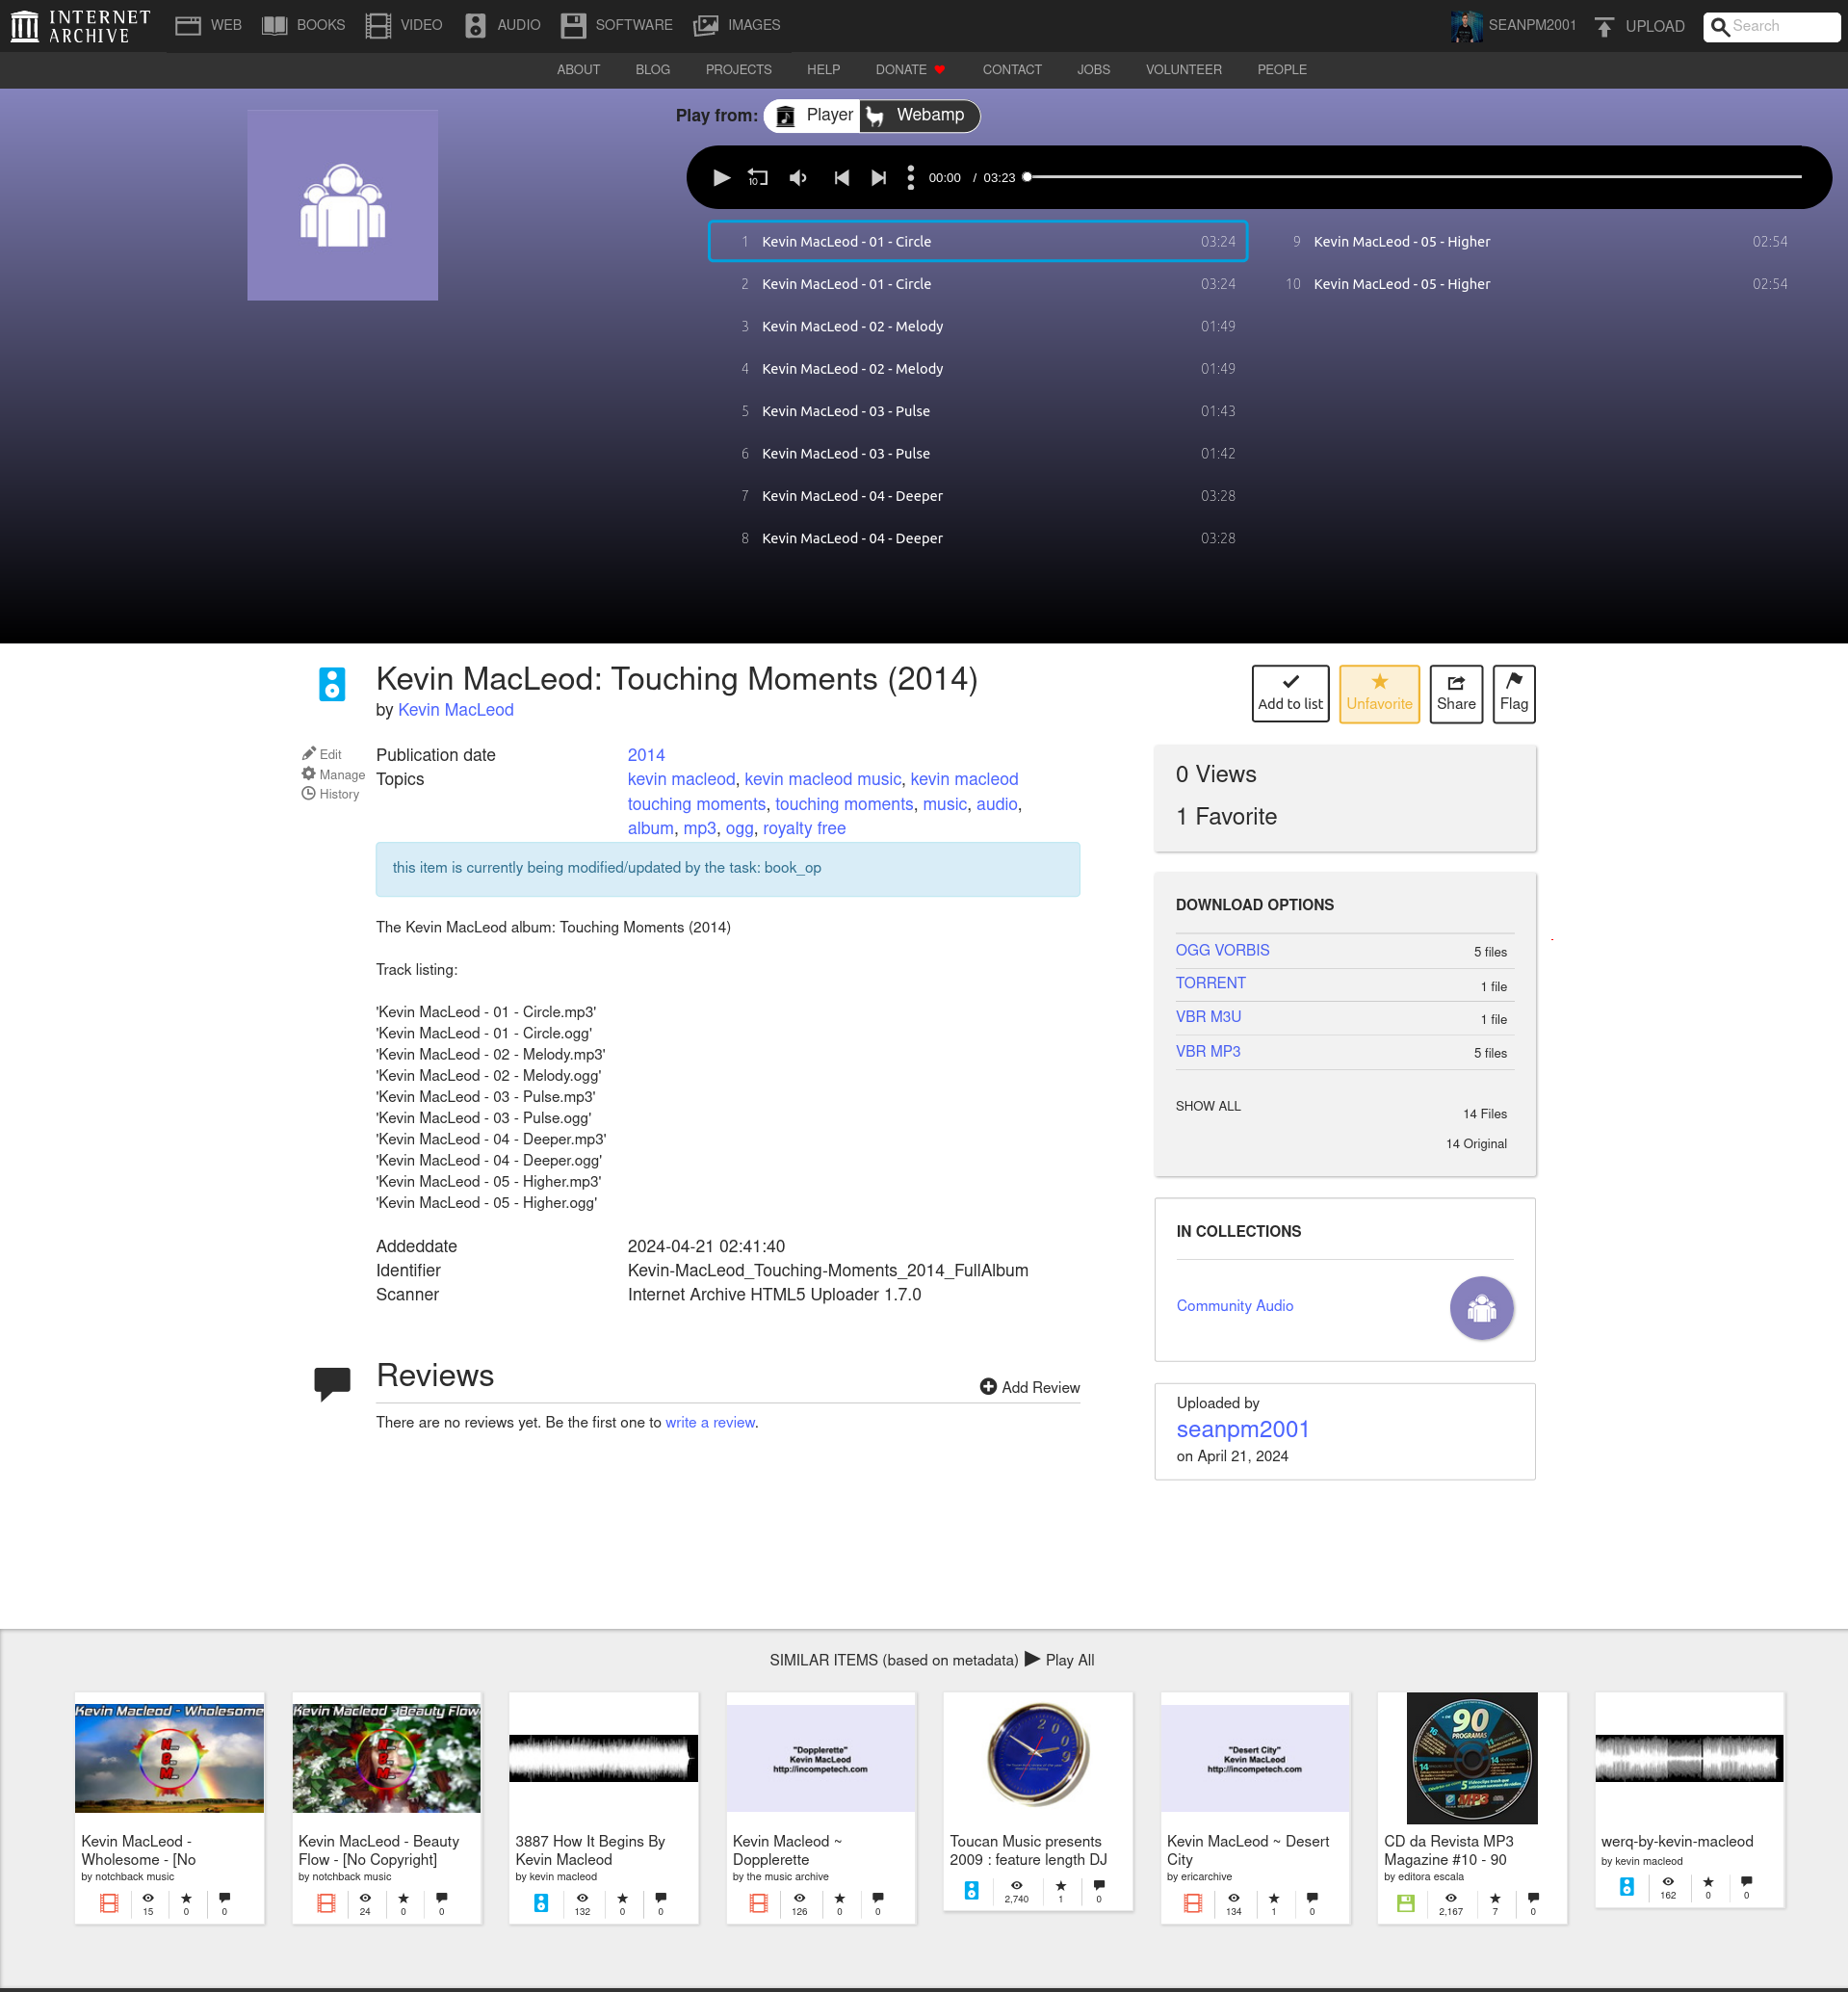 INTERNET ARCHIVE
WEB BOOKS VIDEO AUDIO SOFTWARE IMAGES
SEANPM2001 UPLOAD Search
ABOUT BLOG PROJECTS HELP DONATE CONTACT JOBS VOLUNTEER PEOPLE
Play from: Player Webamp
10 00:00 / 03:23
1 Kevin MacLeod - 01 - Circle 03:24
2 Kevin MacLeod - 01 - Circle 03:24
3 Kevin MacLeod - 02 - Melody 01:49
4 Kevin MacLeod - 02 - Melody 01:49
5 Kevin MacLeod - 03 - Pulse 01:43
6 Kevin MacLeod - 03 - Pulse 01:42
7 Kevin MacLeod - 04 - Deeper 03:28
8 Kevin MacLeod - 04 - Deeper 03:28
9 Kevin MacLeod - 05 - Higher 02:54
10 Kevin MacLeod - 05 - Higher 02:54
Kevin MacLeod: Touching Moments (2014)
by Kevin MacLeod
Add to list Unfavorite Share Flag
Edit
Manage
History
Publication date 2014
Topics kevin macleod, kevin macleod music, kevin macleod
touching moments, touching moments, music, audio,
album, mp3, ogg, royalty free
this item is currently being modified/updated by the task: book_op
The Kevin MacLeod album: Touching Moments (2014)
Track listing:
'Kevin MacLeod - 01 - Circle.mp3'
'Kevin MacLeod - 01 - Circle.ogg'
'Kevin MacLeod - 02 - Melody.mp3'
'Kevin MacLeod - 02 - Melody.ogg'
'Kevin MacLeod - 03 - Pulse.mp3'
'Kevin MacLeod - 03 - Pulse.ogg'
'Kevin MacLeod - 04 - Deeper.mp3'
'Kevin MacLeod - 04 - Deeper.ogg'
'Kevin MacLeod - 05 - Higher.mp3'
'Kevin MacLeod - 05 - Higher.ogg'
Addeddate 2024-04-21 02:41:40
Identifier Kevin-MacLeod_Touching-Moments_2014_FullAlbum
Scanner Internet Archive HTML5 Uploader 1.7.0
Reviews
Add Review
There are no reviews yet. Be the first one to write a review.
0 Views
1 Favorite
DOWNLOAD OPTIONS
OGG VORBIS 5 files
TORRENT 1 file
VBR M3U 1 file
VBR MP3 5 files
SHOW ALL 14 Files
14 Original
IN COLLECTIONS
Community Audio
Uploaded by
seanpm2001
on April 21, 2024
SIMILAR ITEMS (based on metadata) Play All
Kevin Macleod - Wholesome
Kevin MacLeod -
Wholesome - [No
by notchback music
15 0 0
Kevin Macleod - Beauty Flow
Kevin MacLeod - Beauty
Flow - [No Copyright]
by notchback music
24 0 0
3887 How It Begins By
Kevin Macleod
by kevin macleod
132 0 0
"Dopplerette"
Kevin MacLeod
http://incompetech.com
Kevin Macleod ~
Dopplerette
by the music archive
126 0 0
2009
Toucan Music presents
2009 : feature length DJ
by 
2,740 1 0
"Desert City"
Kevin MacLeod
http://incompetech.com
Kevin MacLeod ~ Desert
City
by ericarchive
134 1 0
90
PROGRAMAS
MP3
CD da Revista MP3
Magazine #10 - 90
by editora escala
2,167 7 0
werq-by-kevin-macleod
by kevin macleod
162 0 0